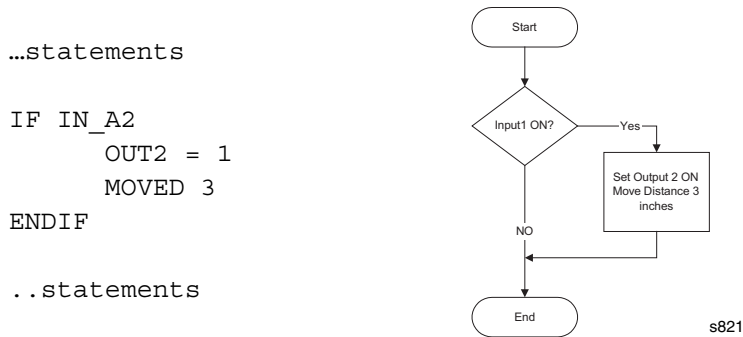 …statements
IF IN_A2
OUT2 = 1
MOVED 3
ENDIF
..statements
Start
Input1 ON?
Yes
Set Output 2 ON
Move Distance 3
inches
NO
End
s821